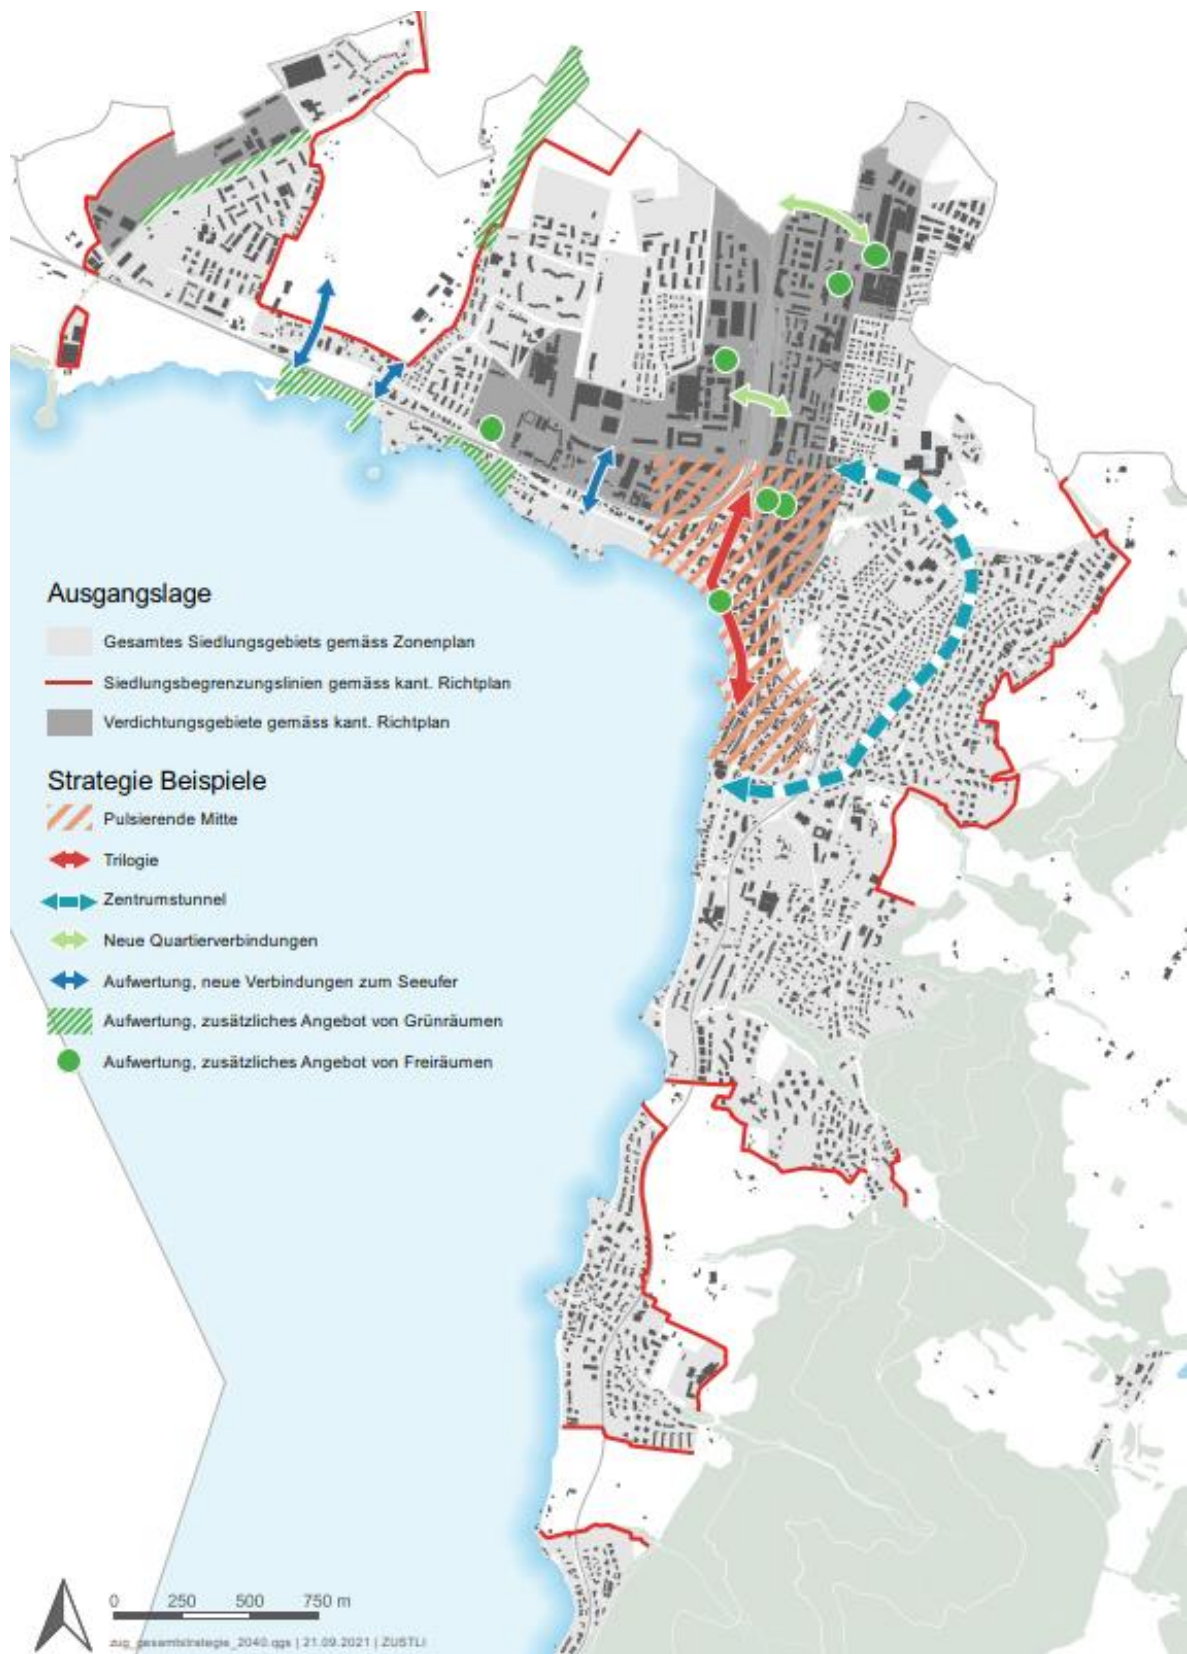 Ausgangslage
Gesamtes Siedlungsgebiets gemäss Zonenplan
Siedlungsbegrenzungslinien gemäss kant. Richtplan
Verdichtungsgebiete gemäss kant. Richtplan
Strategie Beispiele
Pulsierende Mitte
Trilogie
Zentrumstunnel
Neue Quartierverbindungen
Aufwertung, neue Verbindungen zum Seeufer
Aufwertung, zusätzliches Angebot von Grünräumen
Aufwertung, zusätzliches Angebot von Freiräumen
0 250 500 750 m
zug_gesamtstrategie_2040.qgs | 21.09.2021 | ZUSTLI